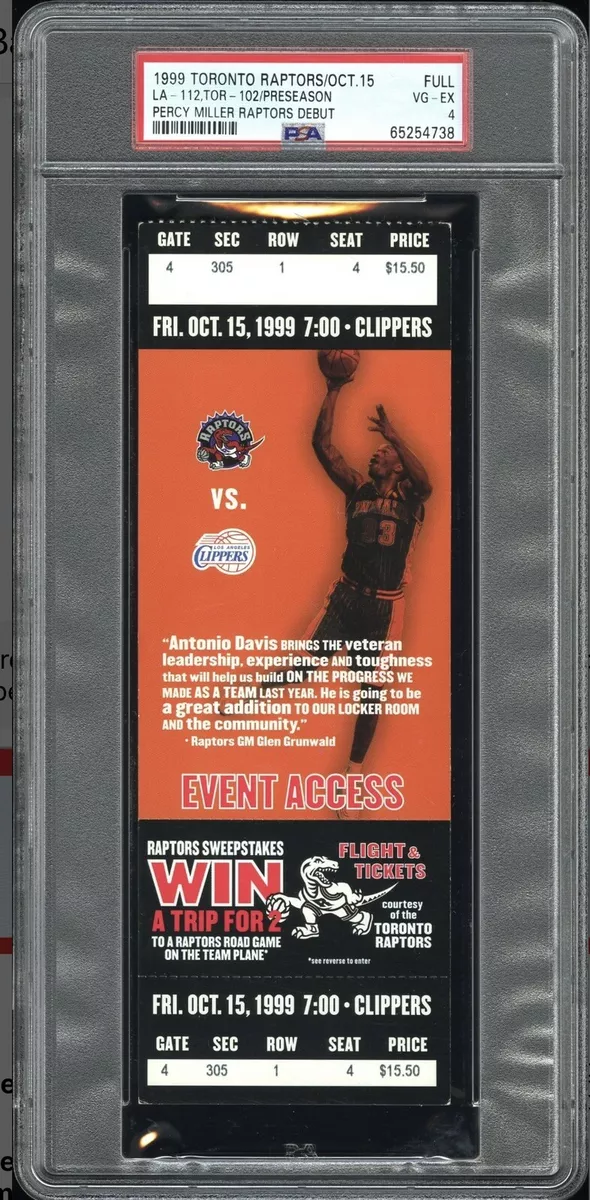 1999 TORONTO RAPTORS/OCT.15 FULL
LA-112,TOR-102/PRESEASON VG-EX
PERCY MILLER RAPTORS DEBUT 4
PSA 65254738
GATE SEC ROW SEAT PRICE
4 305 1 4 $15.50
FRI. OCT. 15, 1999 7:00 • CLIPPERS
RAPTORS
VS.
LOS ANGELES
CLIPPERS
"Antonio Davis BRINGS THE veteran
leadership, experience AND toughness
that will help us build ON THE PROGRESS WE
MADE AS A TEAM LAST YEAR. He is going to be
a great addition TO OUR LOCKER ROOM
AND the community."
• Raptors GM Glen Grunwald
EVENT ACCESS
RAPTORS SWEEPSTAKES
WIN
A TRIP FOR 2
TO A RAPTORS ROAD GAME
ON THE TEAM PLANE*
FLIGHT &
TICKETS
courtesy
of the
TORONTO
RAPTORS
*see reverse to enter
FRI. OCT. 15, 1999 7:00 • CLIPPERS
GATE SEC ROW SEAT PRICE
4 305 1 4 $15.50